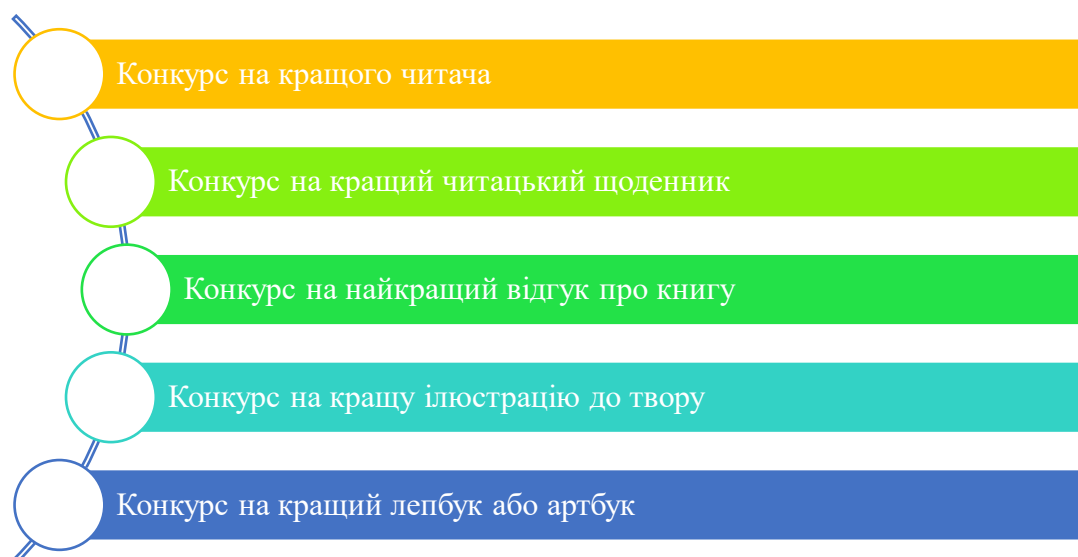 Конкурс на кращого читача
Конкурс на кращий читацький щоденник
Конкурс на найкращий відгук про книгу
Конкурс на кращу ілюстрацію до твору
Конкурс на кращий лепбук або артбук